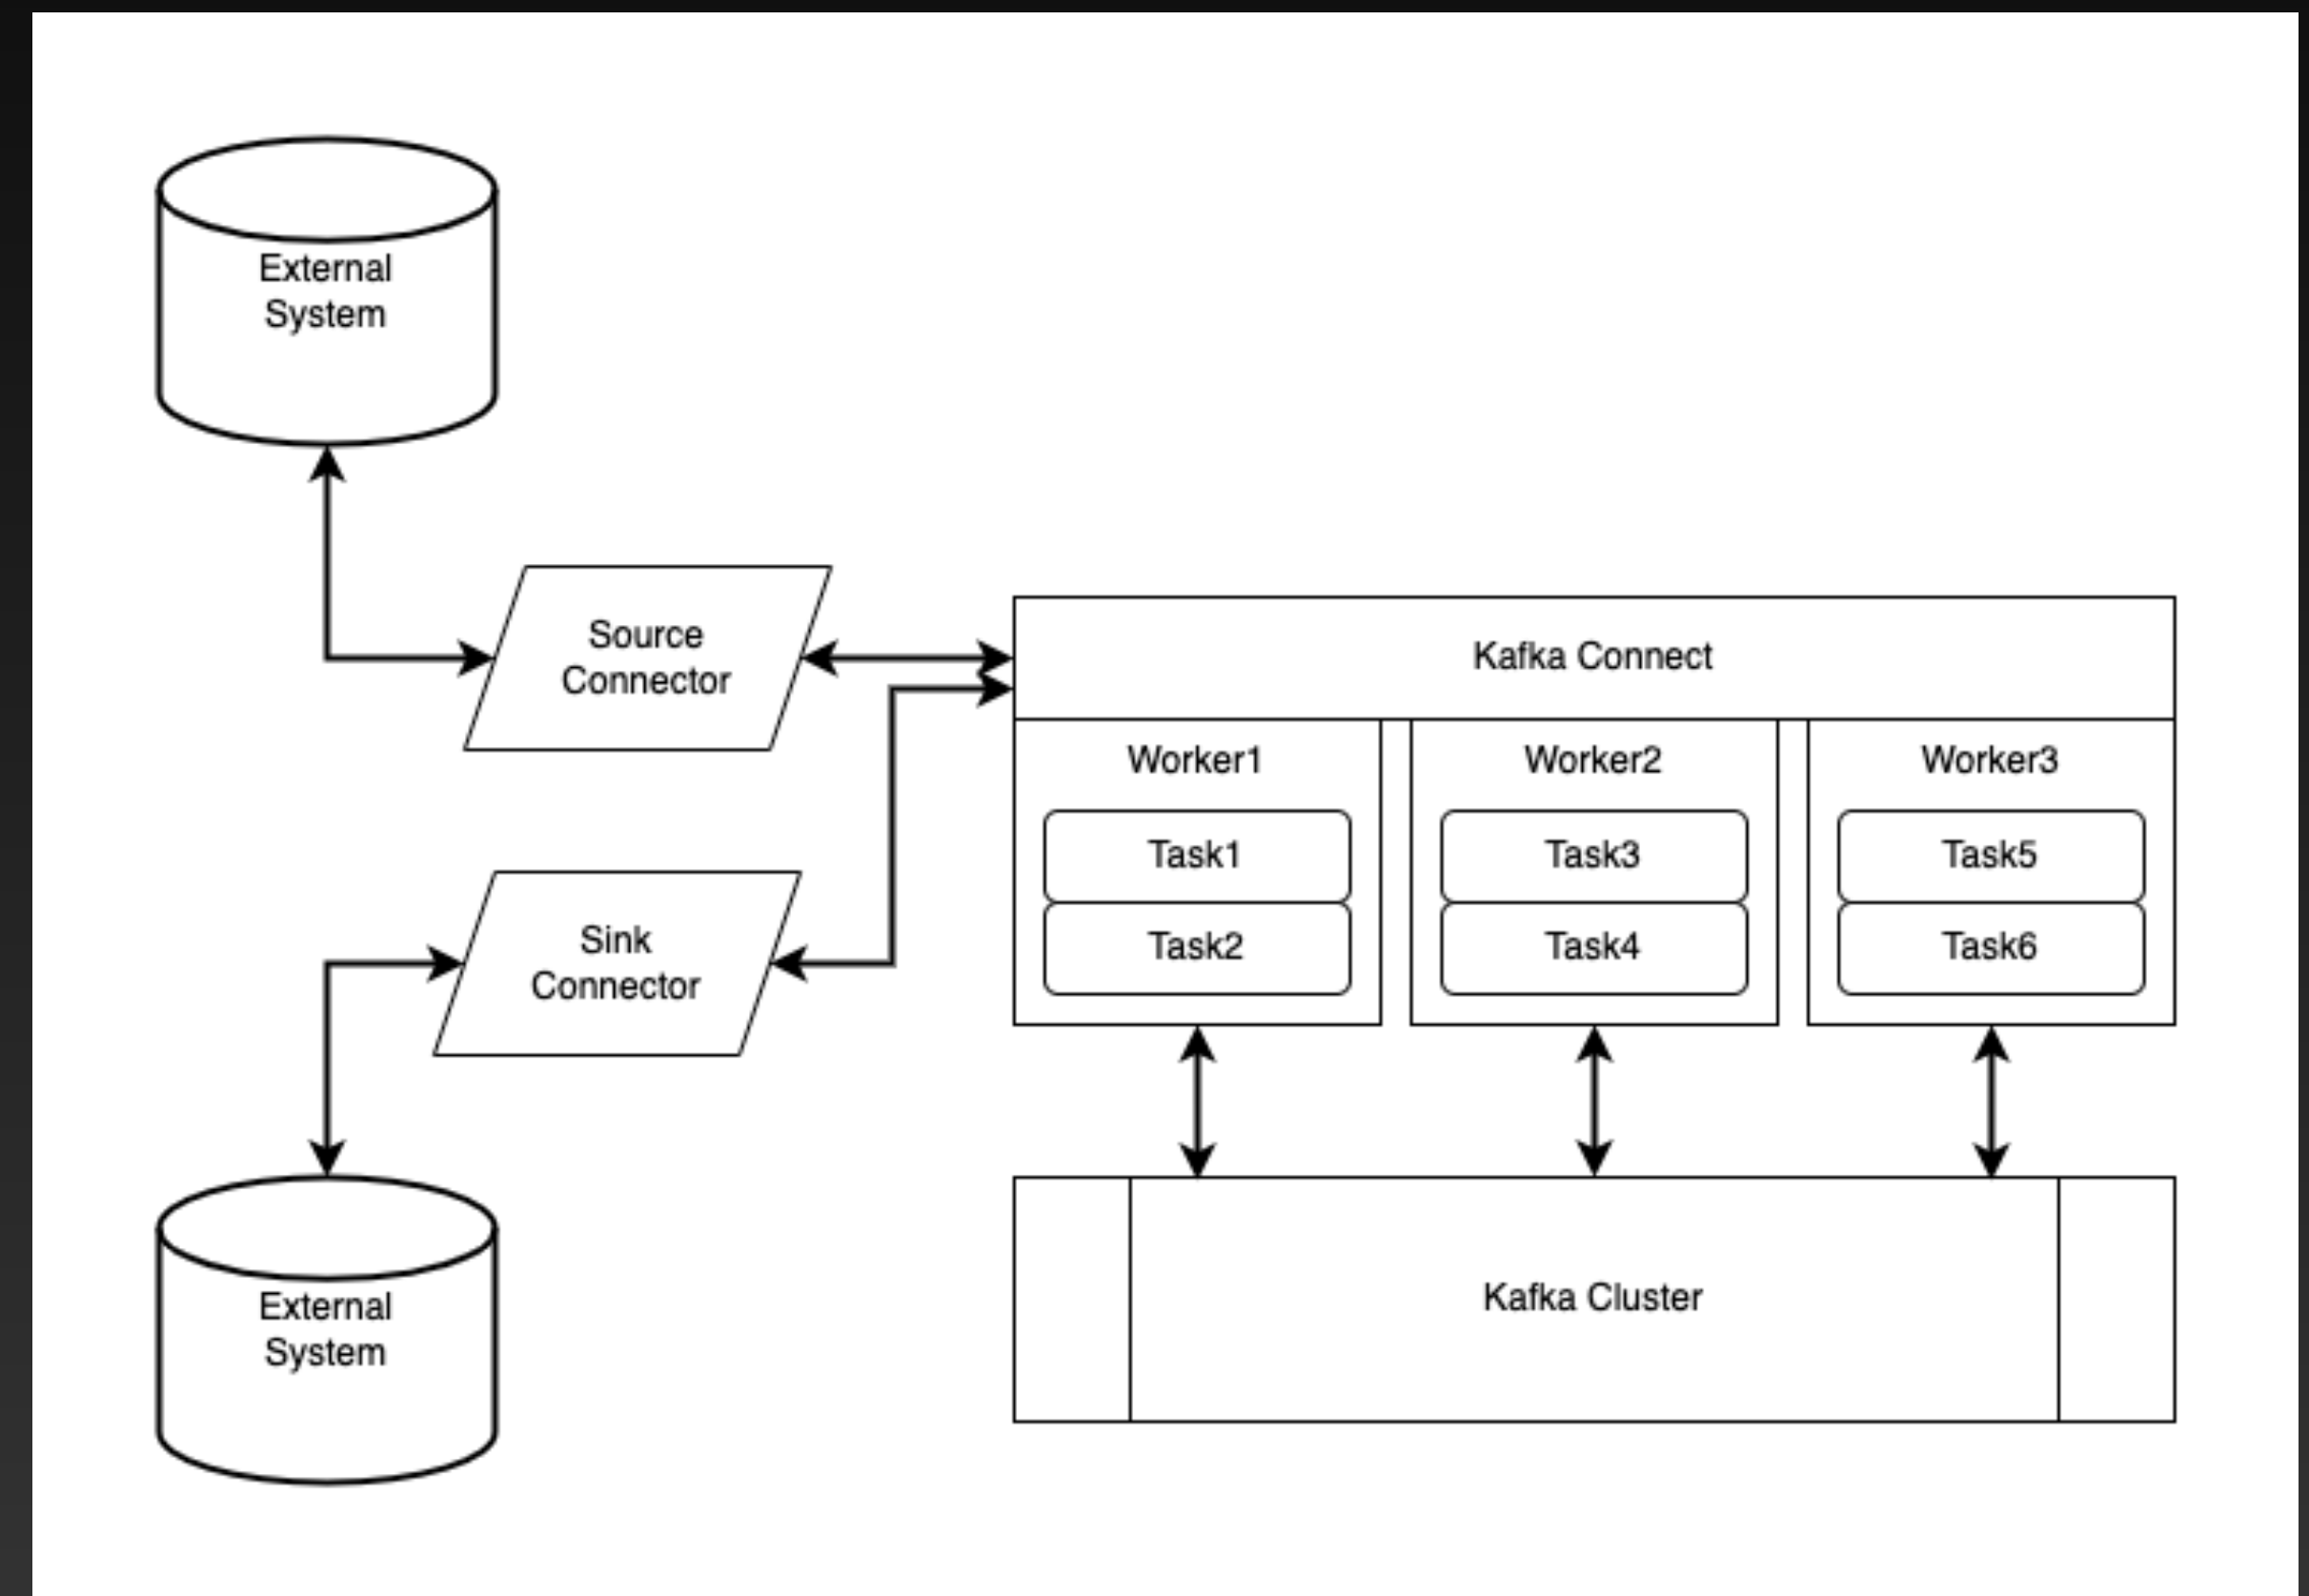 External
System
Source
Connector
Kafka Connect
Worker1
Worker2
Worker3
Task1
Task3
Task5
Task2
Task4
Task6
Sink
Connector
External
System
Kafka Cluster